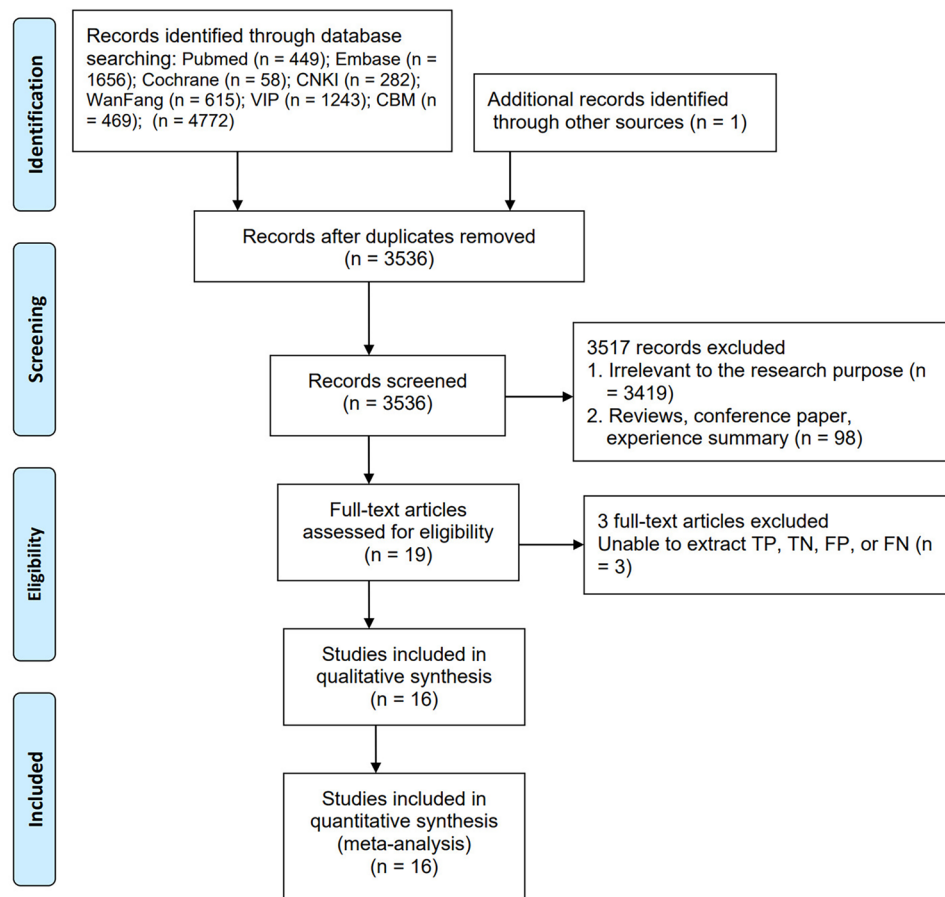 Identification
Records identified through database
searching: Pubmed (n = 449); Embase (n =
1656); Cochrane (n = 58); CNKI (n = 282);
WanFang (n = 615); VIP (n = 1243); CBM (n
= 469);  (n = 4772)
Additional records identified
through other sources (n = 1)
Records after duplicates removed
(n = 3536)
Screening
Records screened
(n = 3536)
3517 records excluded
1. Irrelevant to the research purpose (n
= 3419)
2. Reviews, conference paper,
experience summary (n = 98)
Eligibility
Full-text articles
assessed for eligibility
(n = 19)
3 full-text articles excluded
Unable to extract TP, TN, FP, or FN (n
= 3)
Studies included in
qualitative synthesis
(n = 16)
Included
Studies included in
quantitative synthesis
(meta-analysis)
(n = 16)